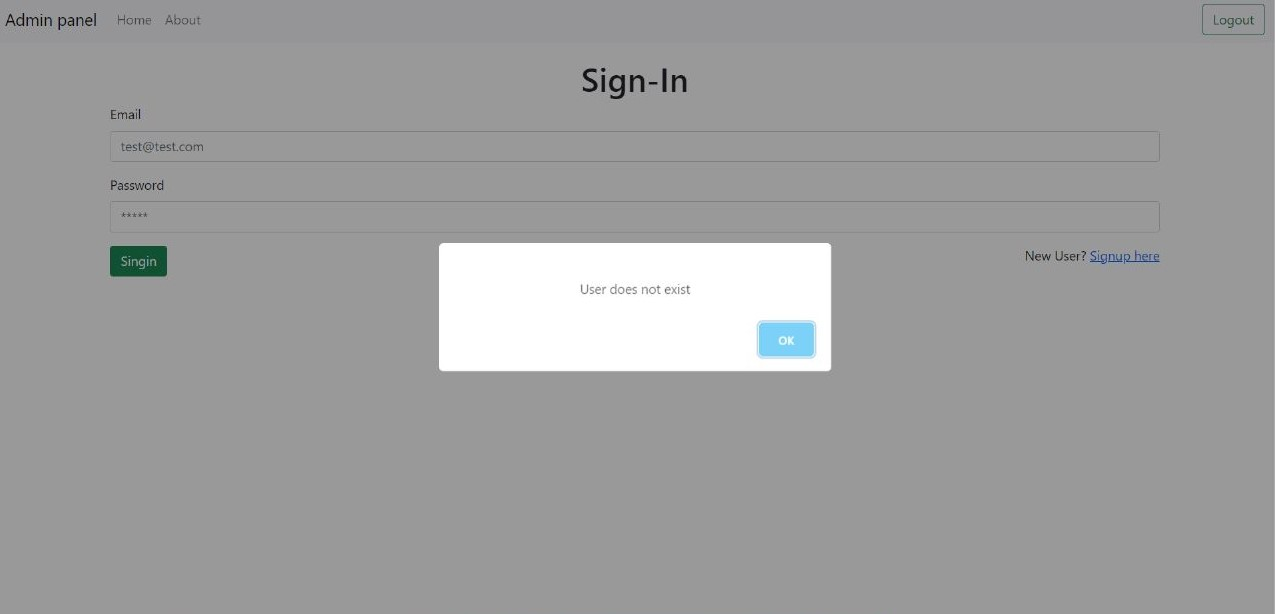 Admin panel Home About Logout
Sign-In
Email
test@test.com
Password
*****
Singin New User? Signup here
User does not exist
OK